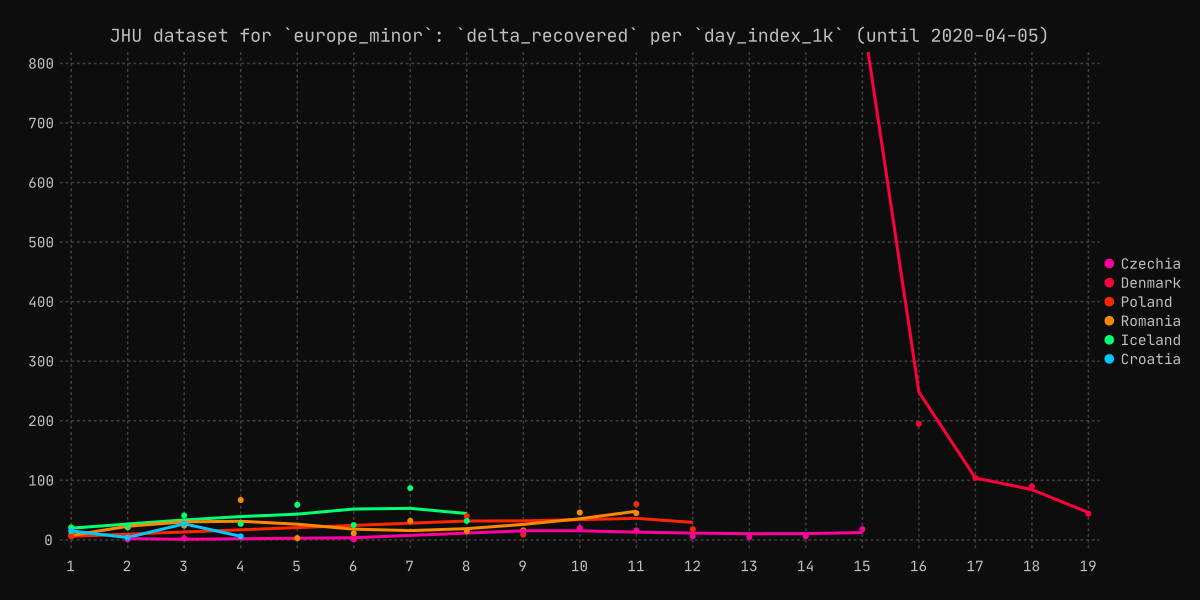 JHU dataset for `europe_minor`: `delta_recovered` per `day_index_1k` (until 2020-04-05)
800
700
600
500
400
300
200
100
0
1 2 3 4 5 6 7 8 9 10 11 12 13 14 15 16 17 18 19
Czechia
Denmark
Poland
Romania
Iceland
Croatia